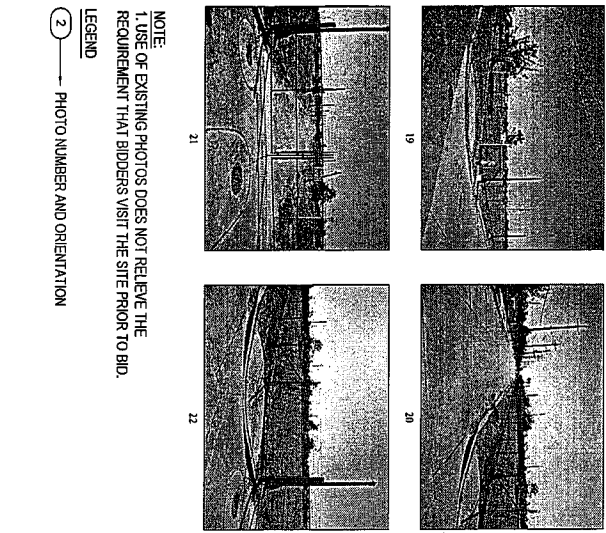 19
20
21
22
NOTE:
1. USE OF EXISTING PHOTOS DOES NOT RELIEVE THE
REQUIREMENT THAT BIDDERS VISIT THE SITE PRIOR TO BID.
LEGEND
2 PHOTO NUMBER AND ORIENTATION